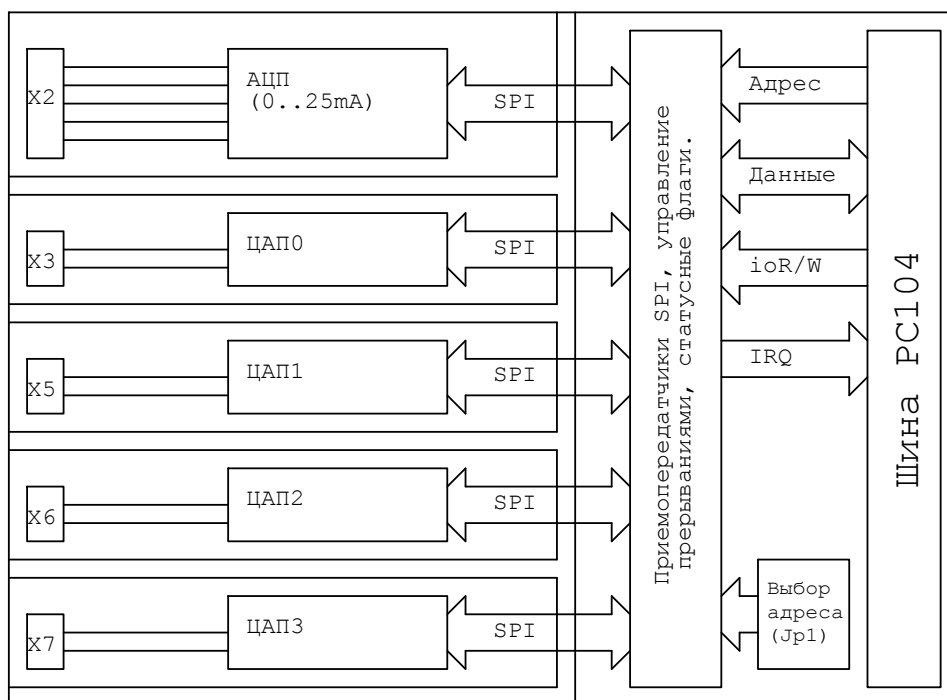 X2
АЦП
(0..25mA)
SPI
X3
ЦАП0
SPI
X5
ЦАП1
SPI
X6
ЦАП2
SPI
X7
ЦАП3
SPI
Приемопередатчики SPI, управление
прерываниями, статусные флаги.
Адрес
Данные
ioR/W
IRQ
Выбор
адреса
(Jp1)
Шина PC104